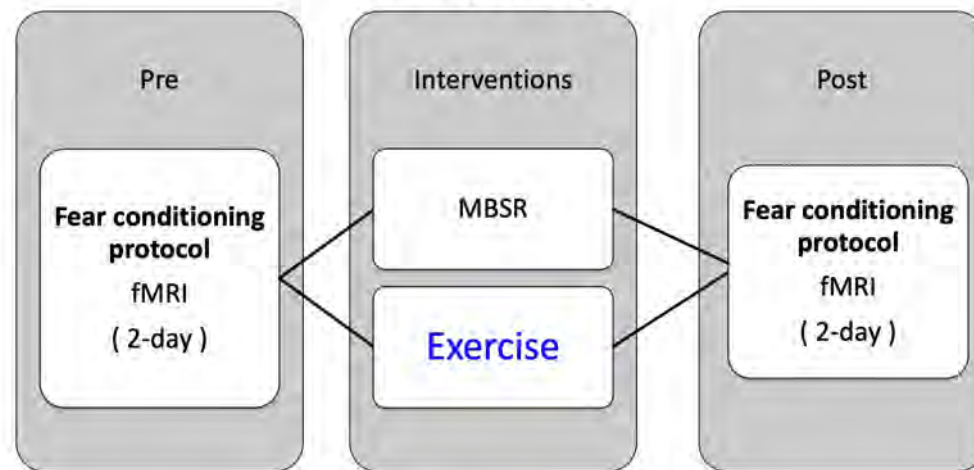 Pre
Fear conditioning
protocol
fMRI
( 2-day )
Interventions
MBSR
Exercise
Post
Fear conditioning
protocol
fMRI
( 2-day )